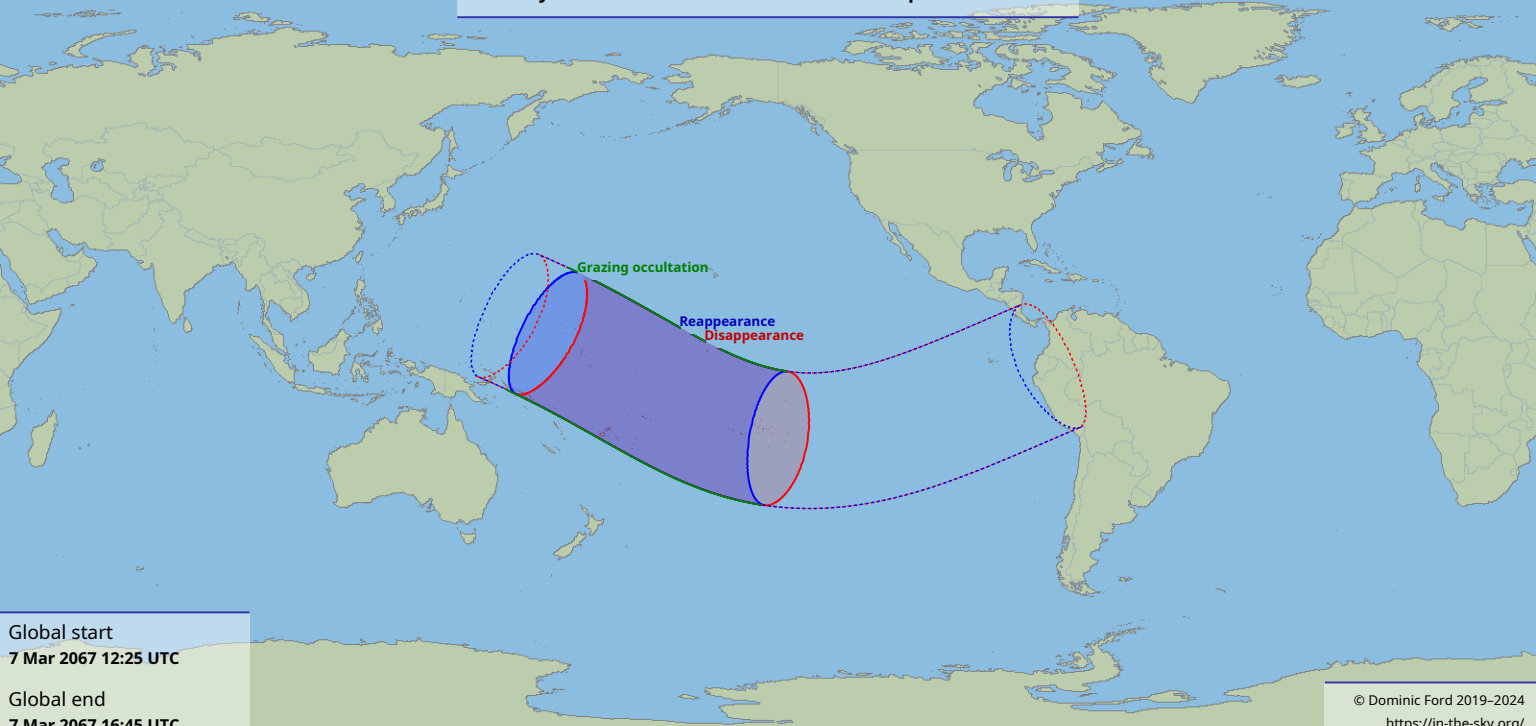 Grazing occultation
Reappearance
Disappearance
Global start
7 Mar 2067 12:25 UTC
Global end
7 Mar 2067 16:45 UTC
© Dominic Ford 2019–2024
https://in-the-sky.org/